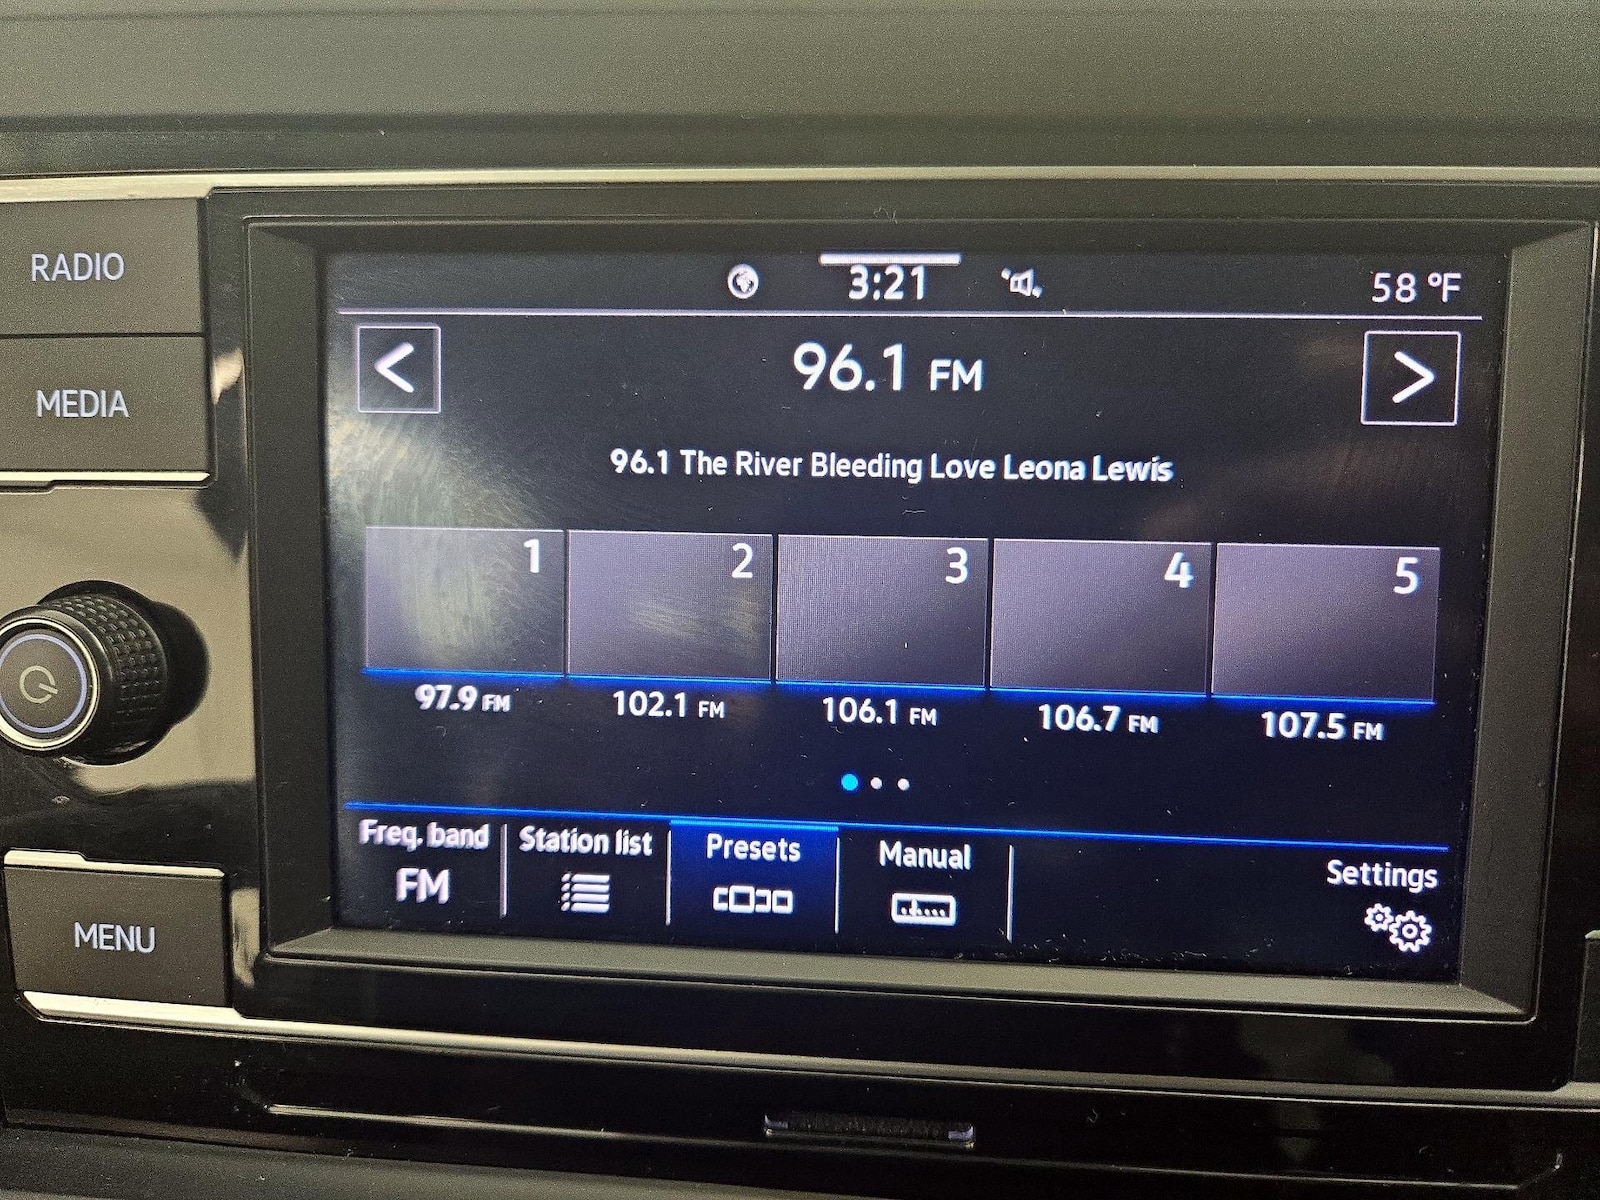 RADIO
MEDIA
MENU
3:21
58 °F
<
96.1 FM
>
96.1 The River Bleeding Love Leona Lewis
1
2
3
4
5
97.9 FM
102.1 FM
106.1 FM
106.7 FM
107.5 FM
Freq. band
Station list
Presets
Manual
Settings
FM